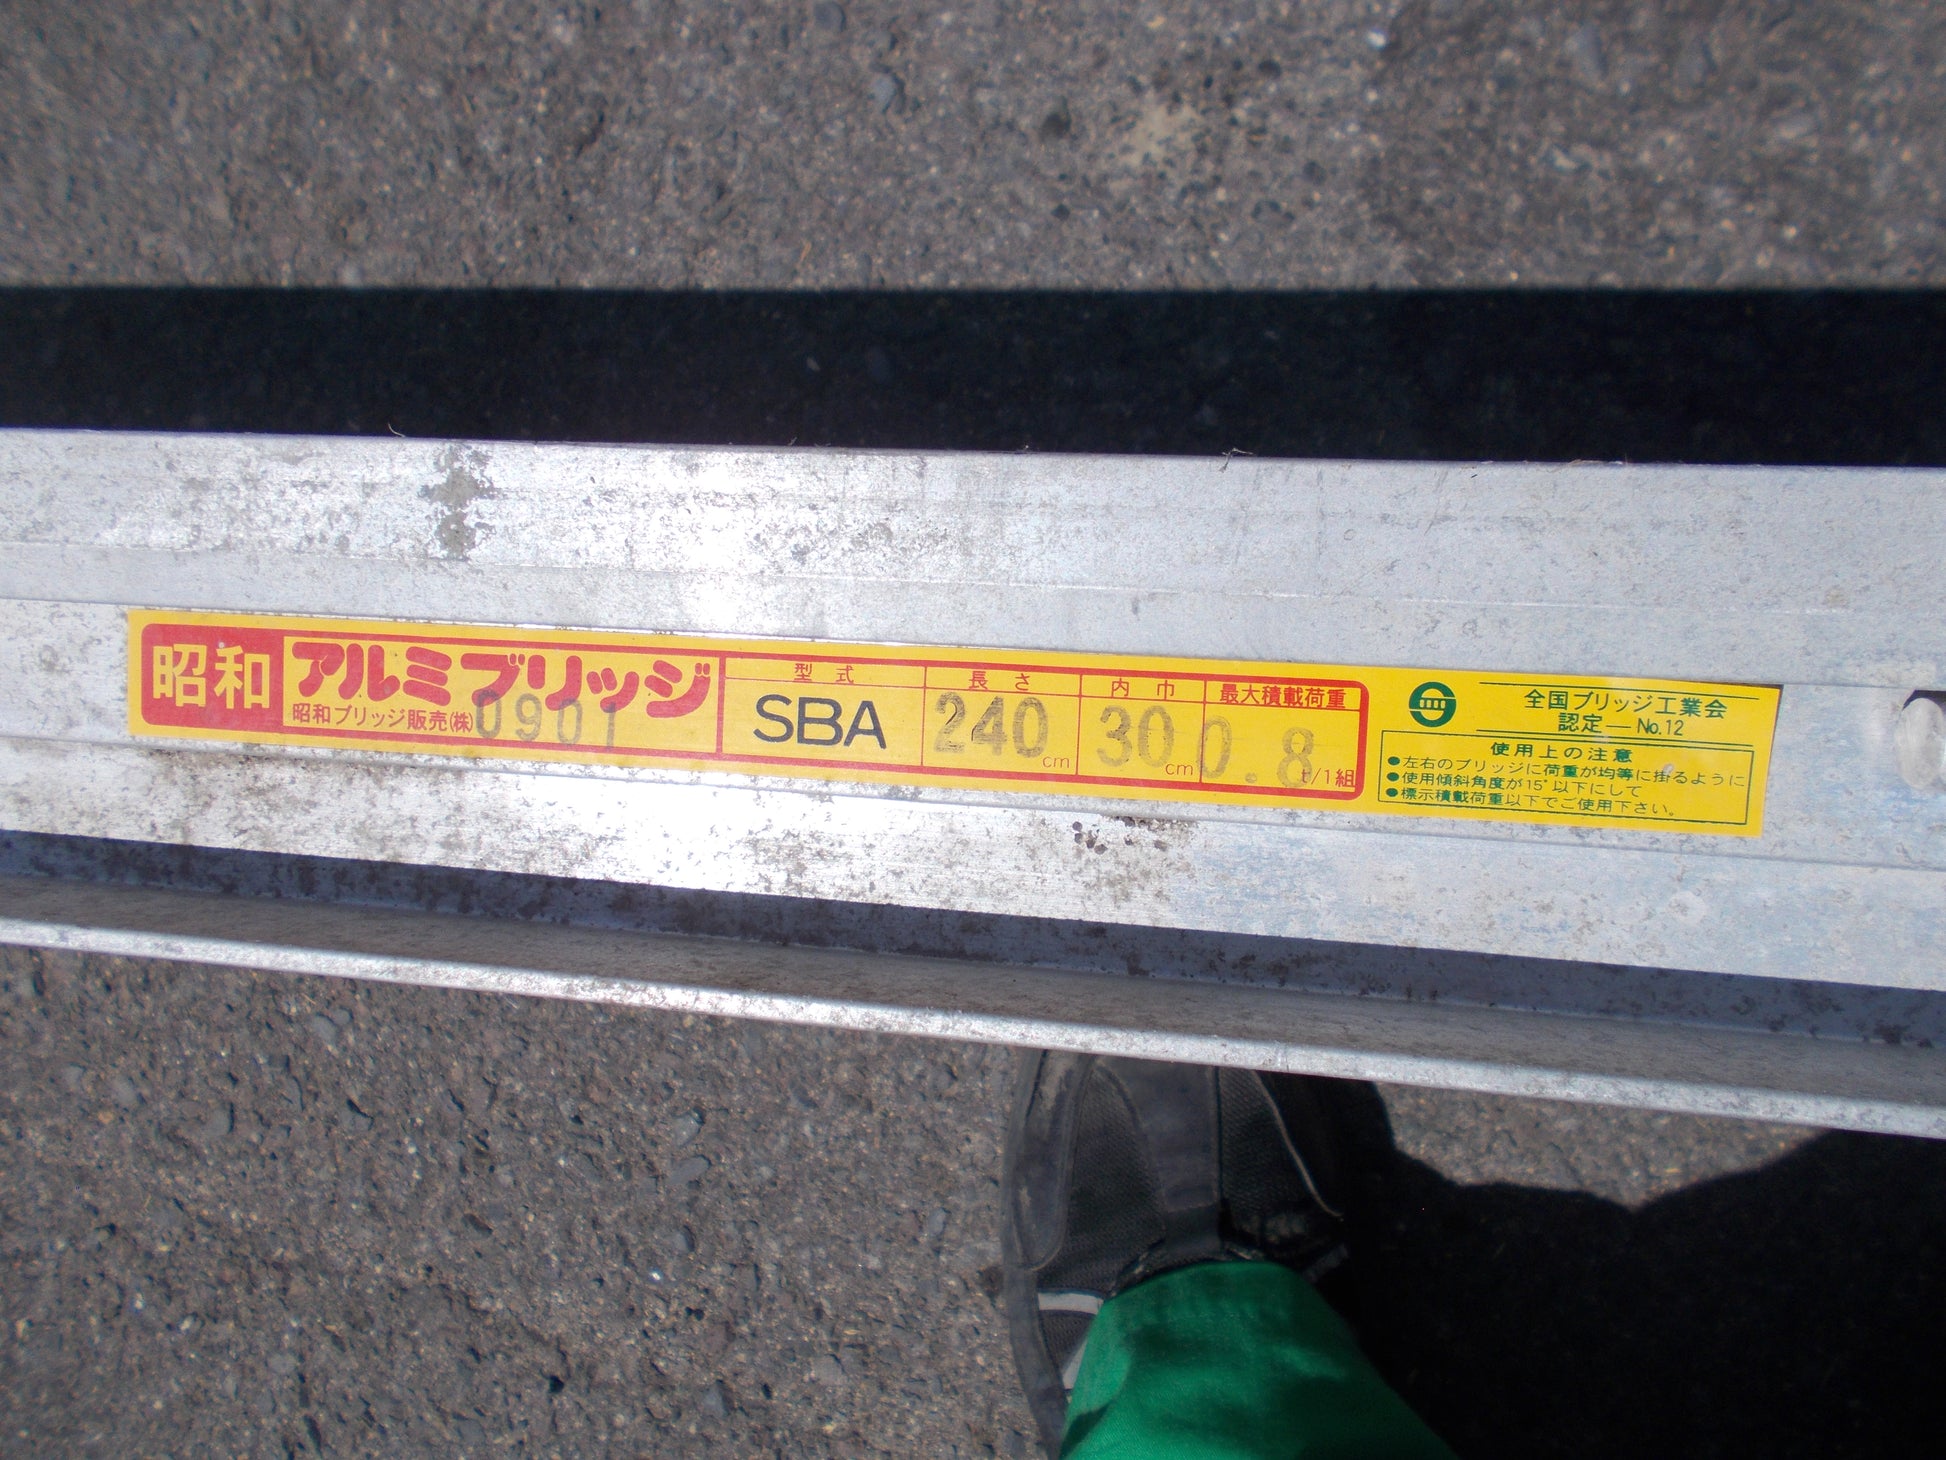 昭和
アルミブリッジ
昭和ブリッジ販売(株)
0901
型式
SBA
長さ
240cm
内巾
30cm
最大積載荷重
0.8t/1組
全国ブリッジ工業会
認定―No.12
使用上の注意
●左右のブリッジに荷重が均等に掛るように
●使用傾斜角度が15°以下にして
●標示積載荷重以下でご使用下さい。